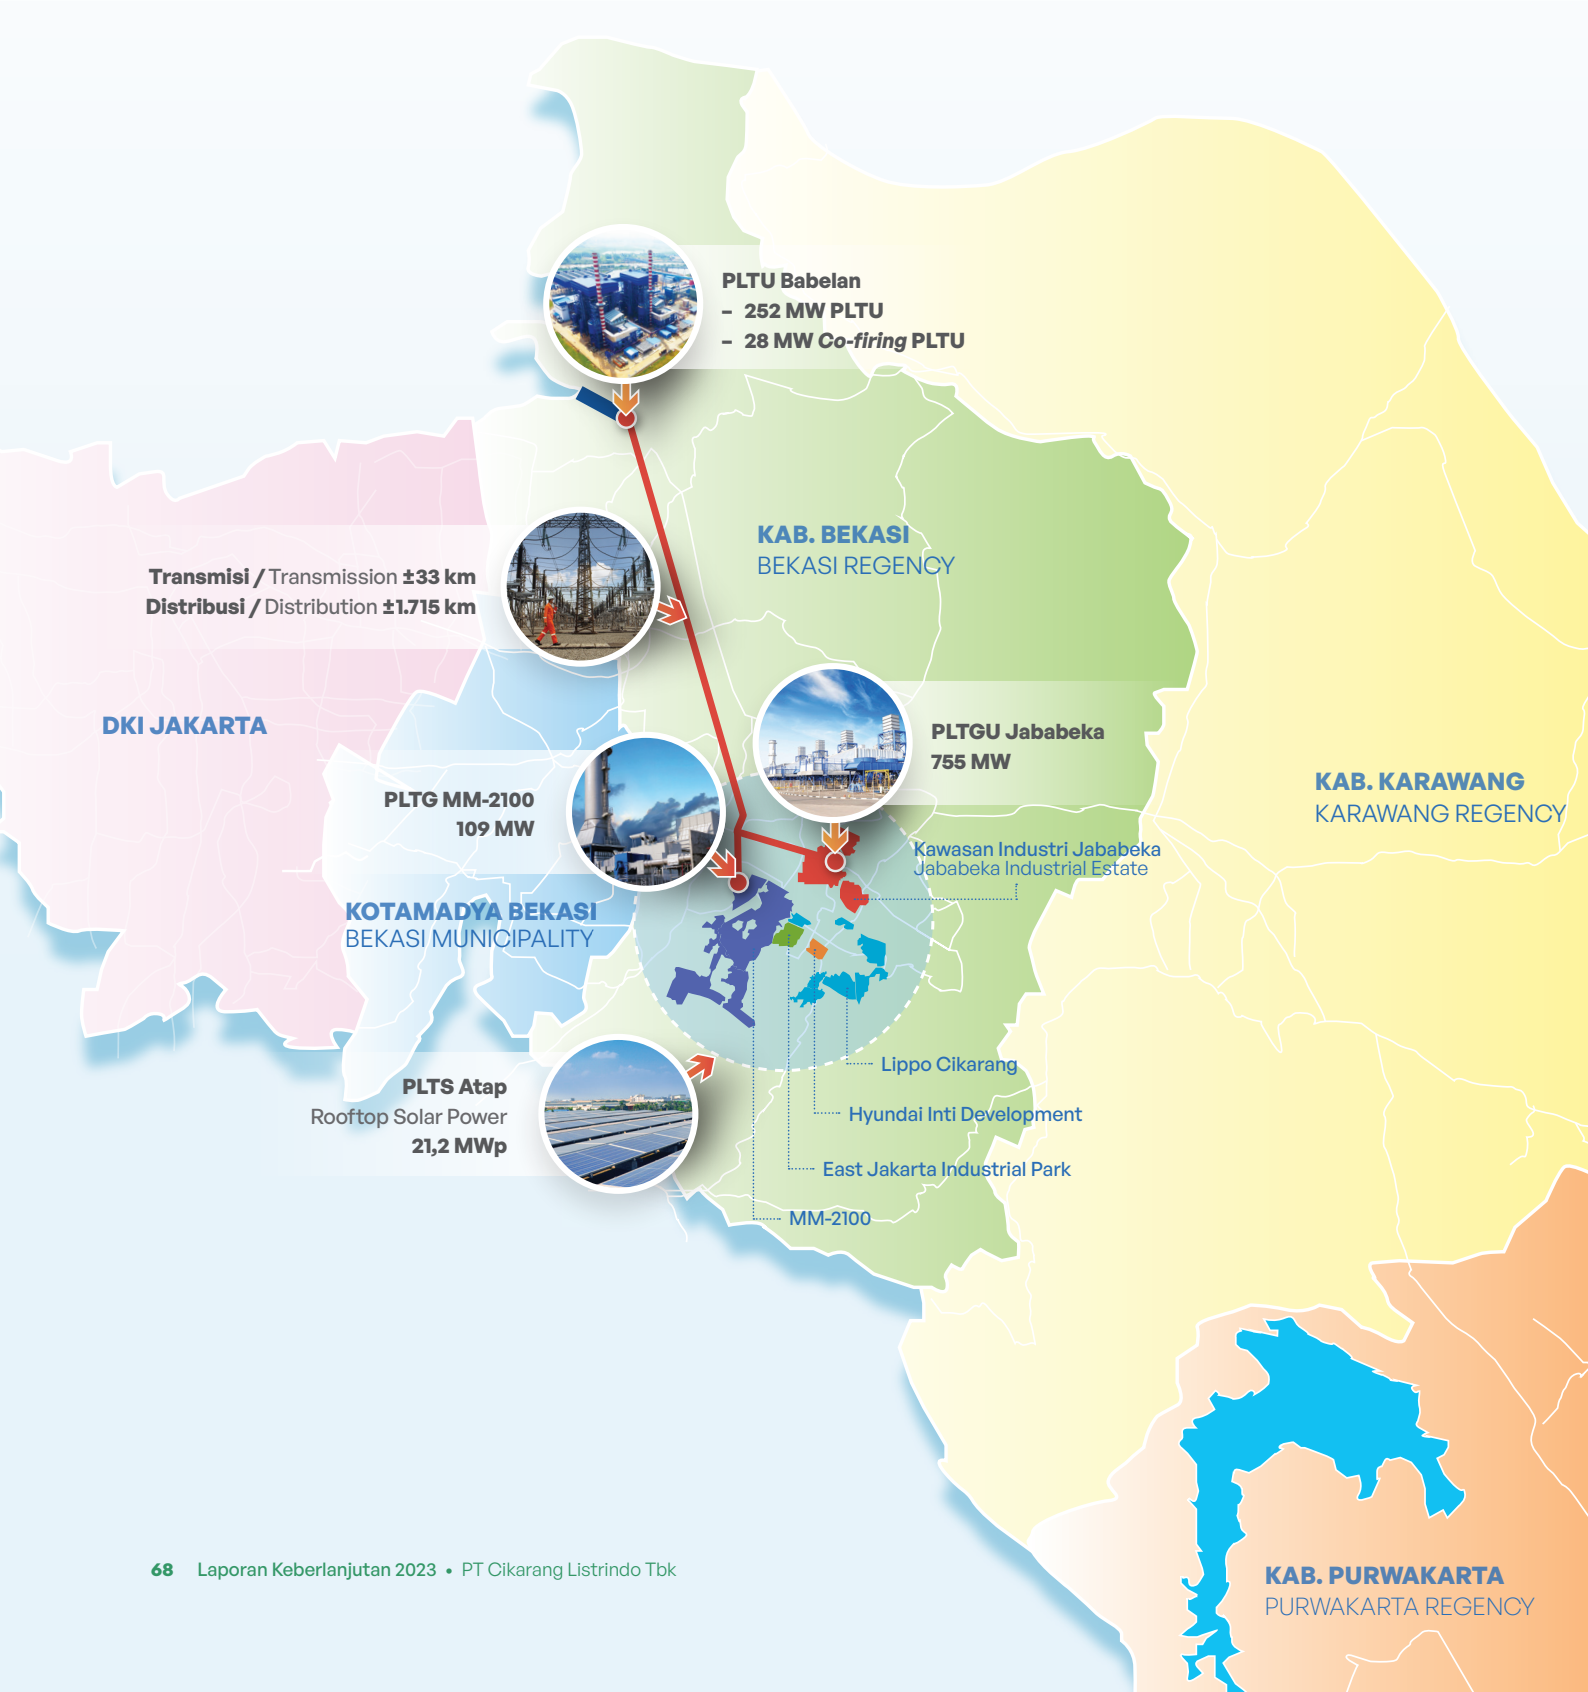 PLTU Babelan
– 252 MW PLTU
– 28 MW Co-firing PLTU
KAB. BEKASI
BEKASI REGENCY
Transmisi / Transmission ±33 km
Distribusi / Distribution ±1.715 km
DKI JAKARTA
PLTGU Jababeka
755 MW
KAB. KARAWANG
KARAWANG REGENCY
PLTG MM-2100
109 MW
Kawasan Industri Jababeka
Jababeka Industrial Estate
KOTAMADYA BEKASI
BEKASI MUNICIPALITY
Lippo Cikarang
PLTS Atap
Rooftop Solar Power
21,2 MWp
Hyundai Inti Development
East Jakarta Industrial Park
MM-2100
KAB. PURWAKARTA
PURWAKARTA REGENCY
68 Laporan Keberlanjutan 2023 • PT Cikarang Listrindo Tbk